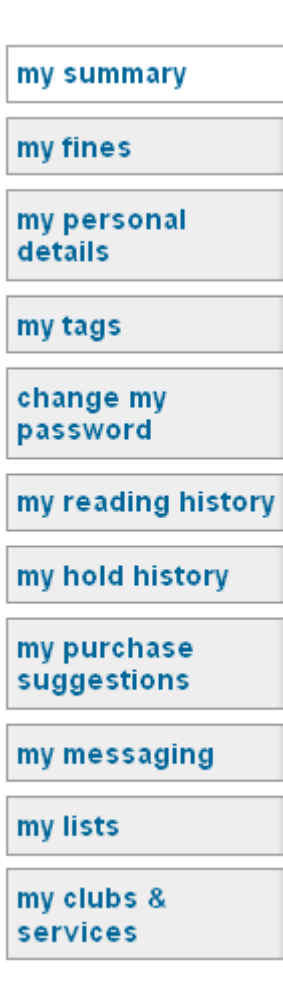 my summary
my fines
my personal
details
my tags
change my
password
my reading history
my hold history
my purchase
suggestions
my messaging
my lists
my clubs &
services